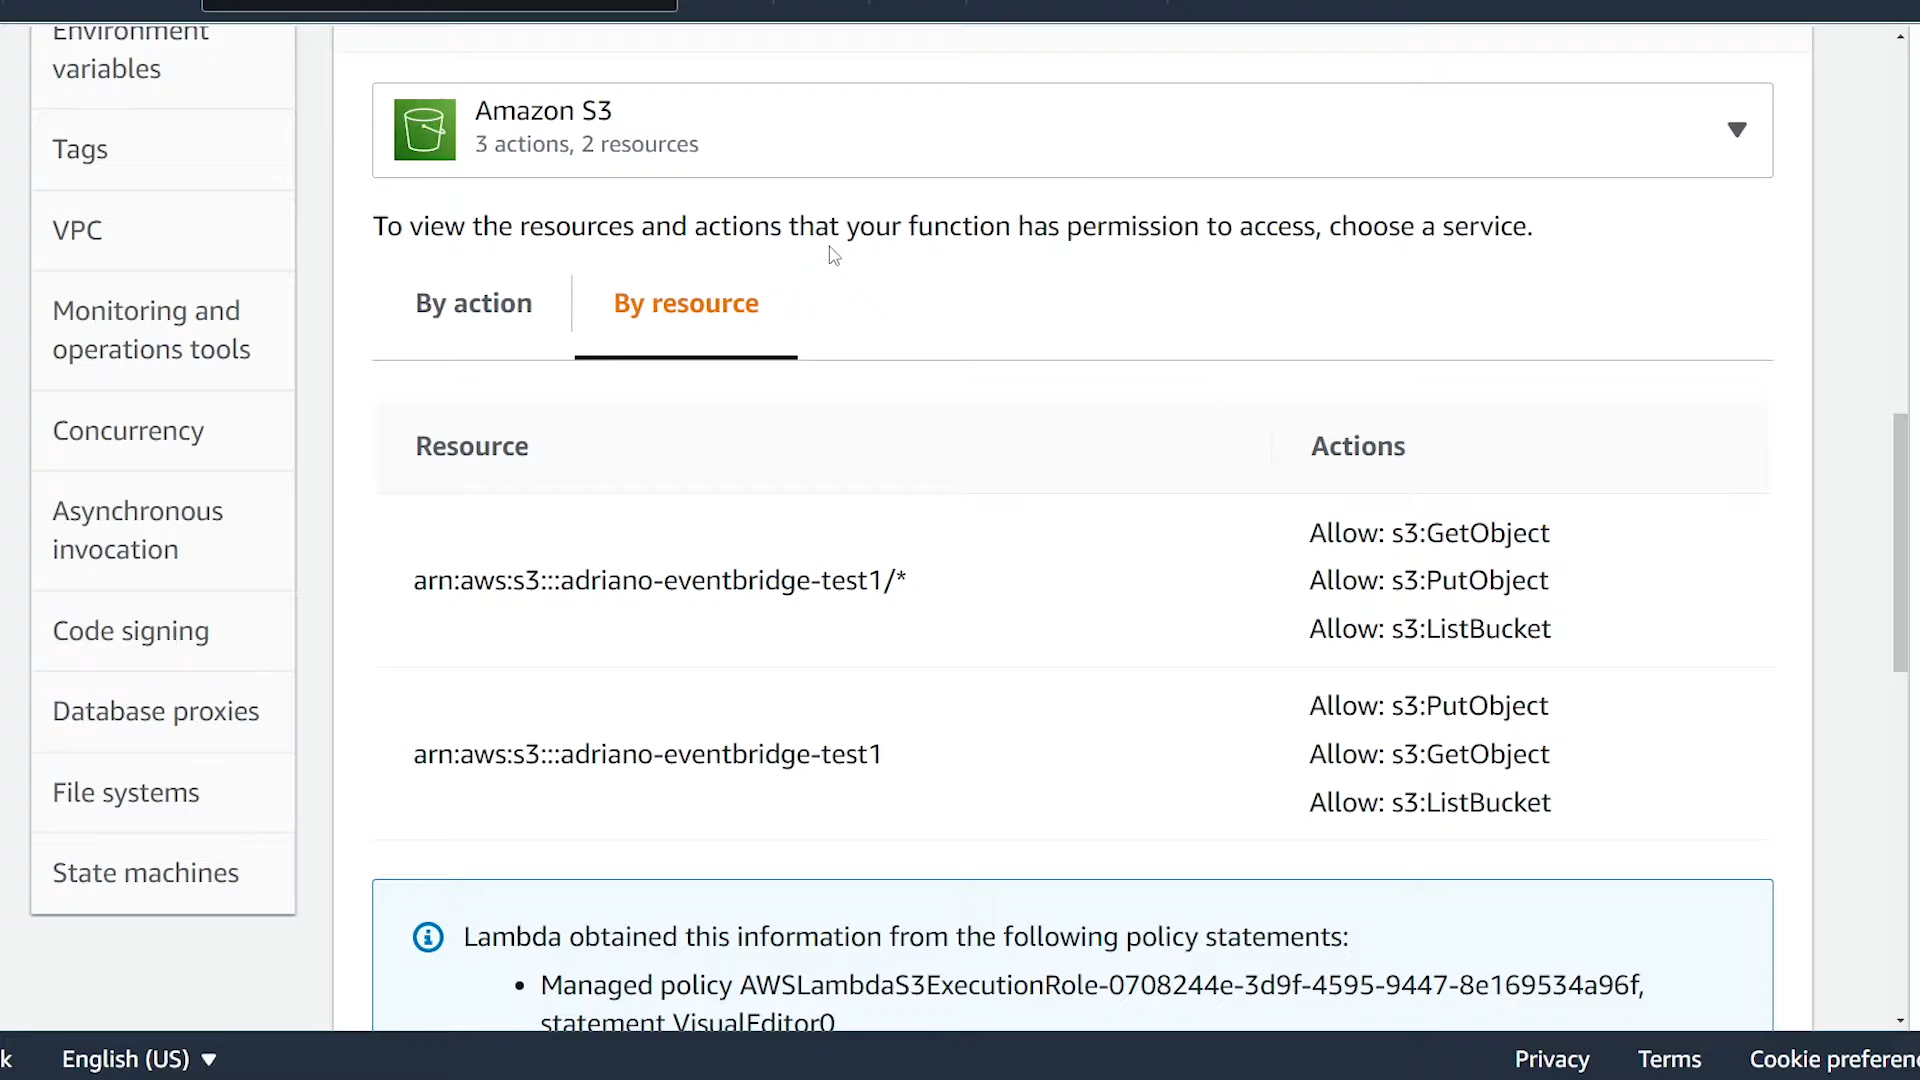 Environment
variables
Tags
VPC
Monitoring and
operations tools
Concurrency
Asynchronous
invocation
Code signing
Database proxies
File systems
State machines
Amazon S3
3 actions, 2 resources
To view the resources and actions that your function has permission to access, choose a service.
By action
By resource
Resource
Actions
arn:aws:s3:::adriano-eventbridge-test1/*
Allow: s3:GetObject
Allow: s3:PutObject
Allow: s3:ListBucket
arn:aws:s3:::adriano-eventbridge-test1
Allow: s3:PutObject
Allow: s3:GetObject
Allow: s3:ListBucket
Lambda obtained this information from the following policy statements:
• Managed policy AWSLambdaS3ExecutionRole-0708244e-3d9f-4595-9447-8e169534a96f,
statement VisualEditor0
k
English (US)
Privacy
Terms
Cookie preferen